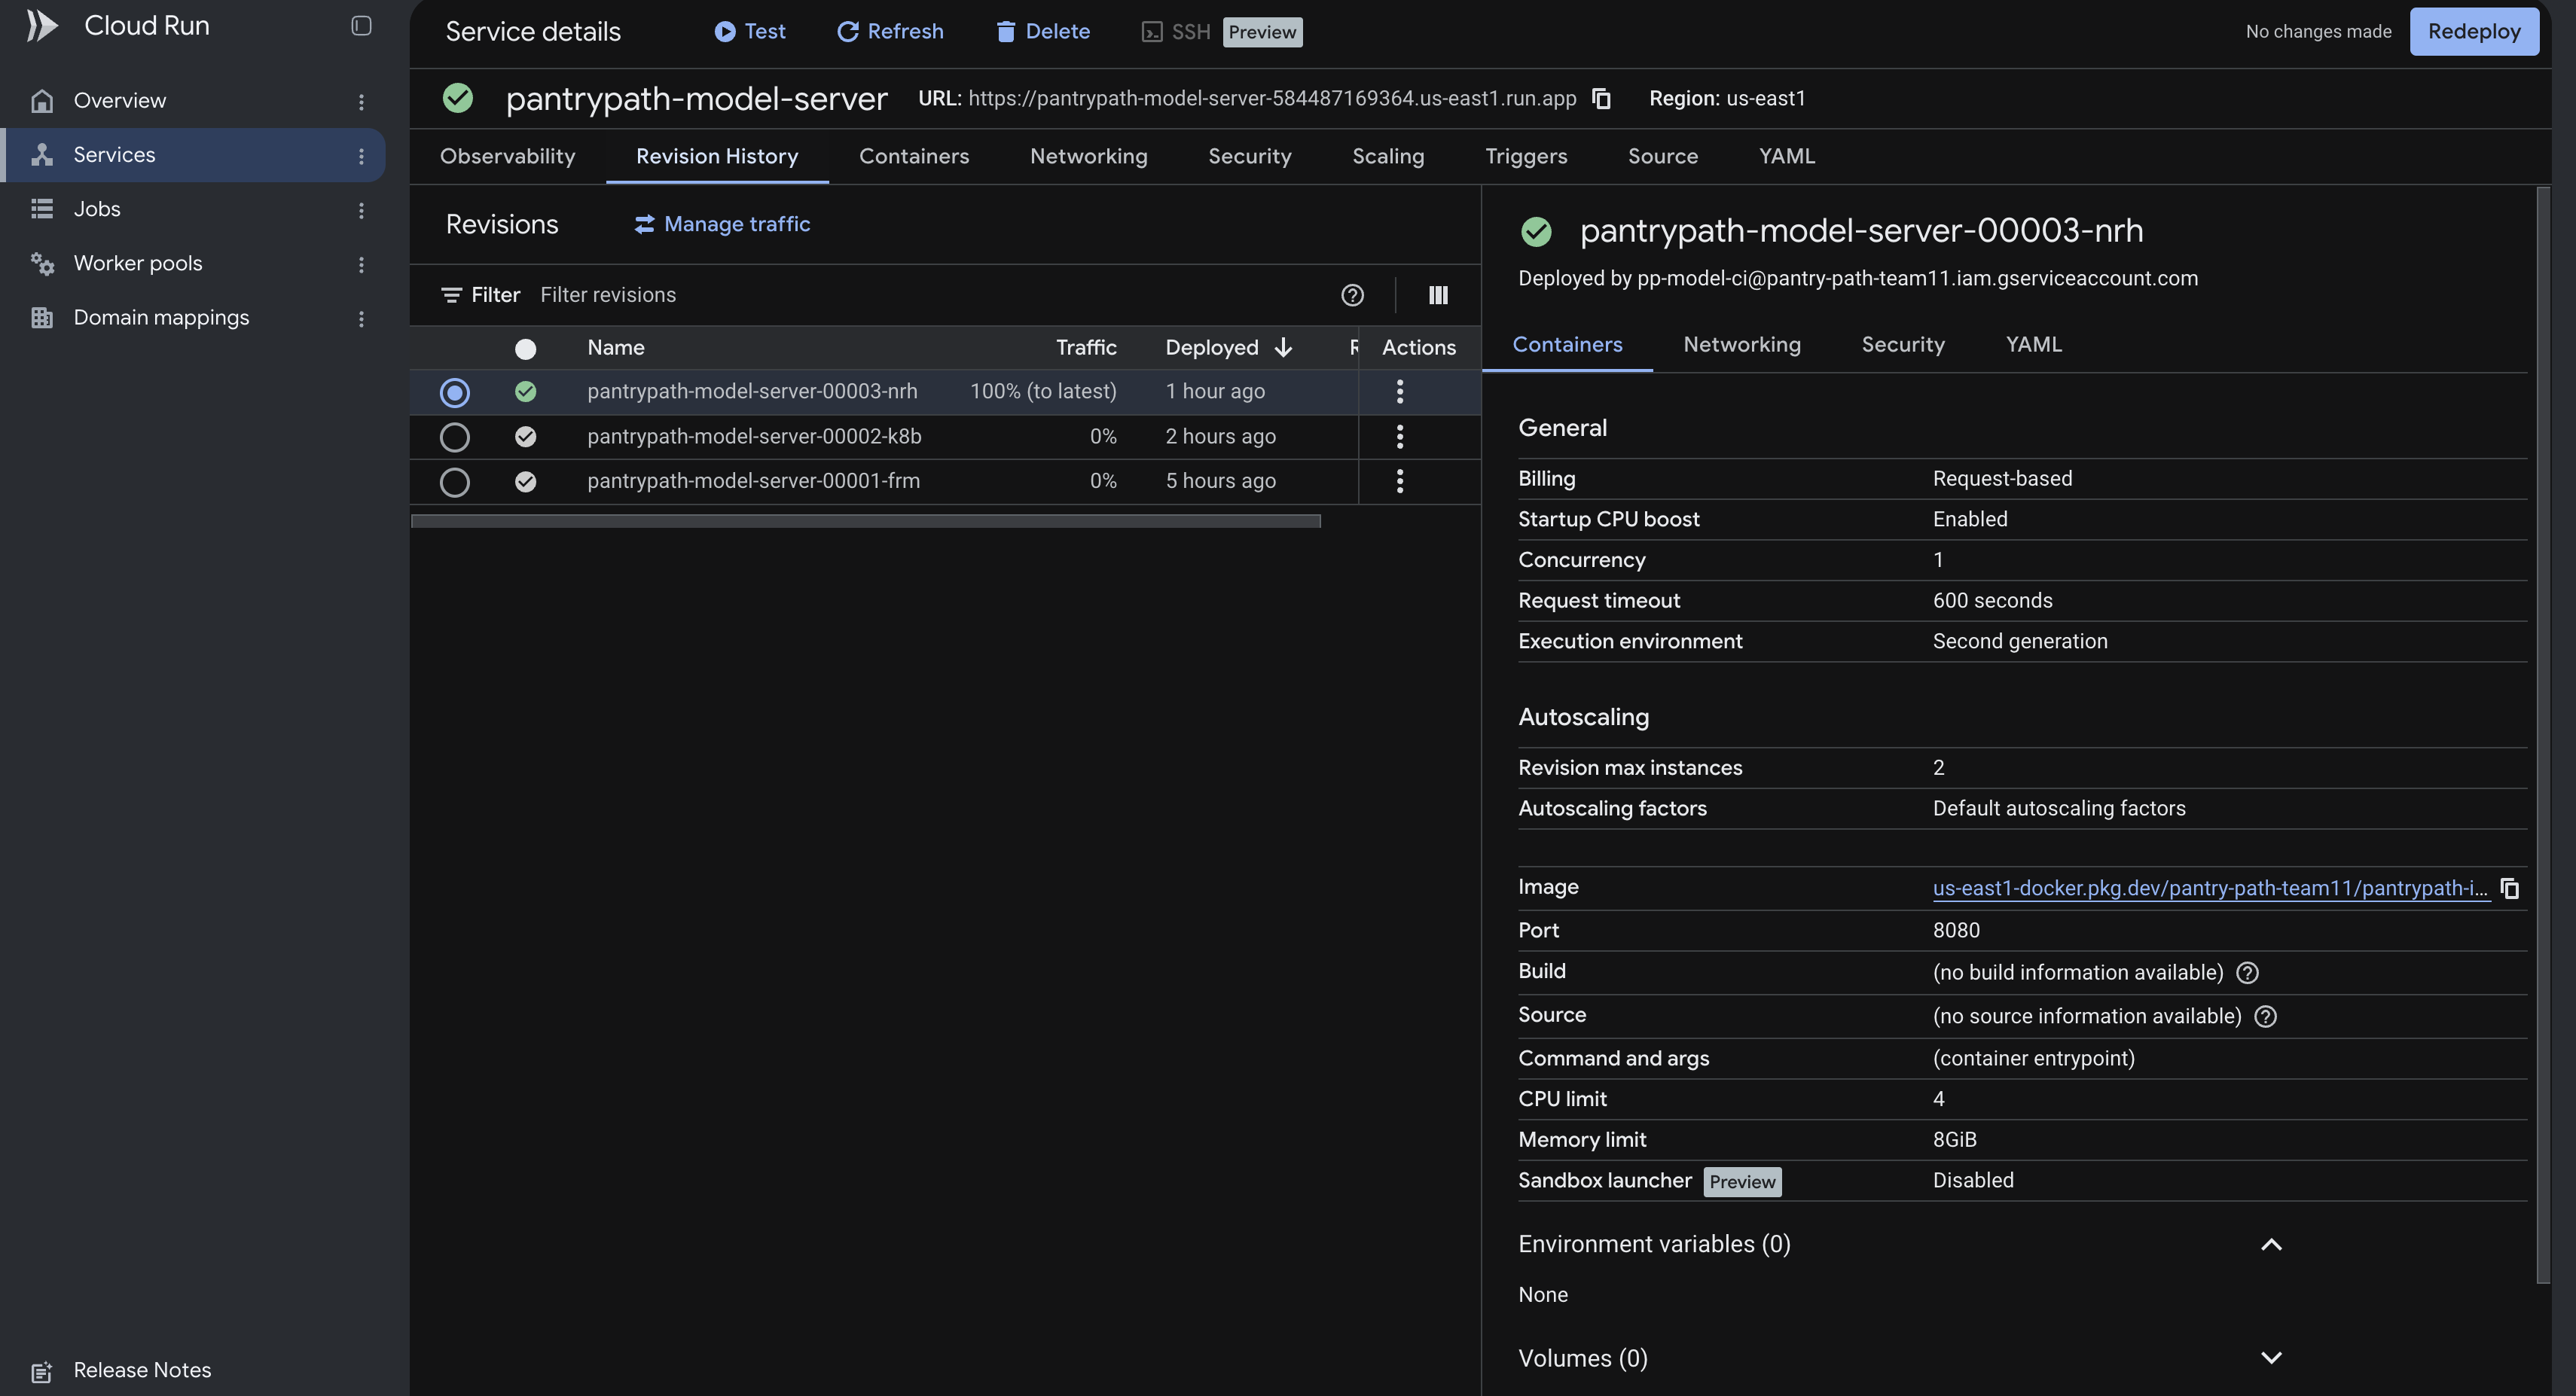 Cloud Run
Overview
Services
Jobs
Worker pools
Domain mappings
Release Notes
Service details
Test
Refresh
Delete
SSH Preview
No changes made
Redeploy
pantrypath-model-server URL: https://pantrypath-model-server-584487169364.us-east1.run.app Region: us-east1
Observability Revision History Containers Networking Security Scaling Triggers Source YAML
Revisions Manage traffic
Filter Filter revisions
Name Traffic Deployed R Actions
pantrypath-model-server-00003-nrh 100% (to latest) 1 hour ago
pantrypath-model-server-00002-k8b 0% 2 hours ago
pantrypath-model-server-00001-frm 0% 5 hours ago
pantrypath-model-server-00003-nrh
Deployed by pp-model-ci@pantry-path-team11.iam.gserviceaccount.com
Containers Networking Security YAML
General
Billing Request-based
Startup CPU boost Enabled
Concurrency 1
Request timeout 600 seconds
Execution environment Second generation
Autoscaling
Revision max instances 2
Autoscaling factors Default autoscaling factors
Image us-east1-docker.pkg.dev/pantry-path-team11/pantrypath-i...
Port 8080
Build (no build information available)
Source (no source information available)
Command and args (container entrypoint)
CPU limit 4
Memory limit 8GiB
Sandbox launcher Preview Disabled
Environment variables (0)
None
Volumes (0)